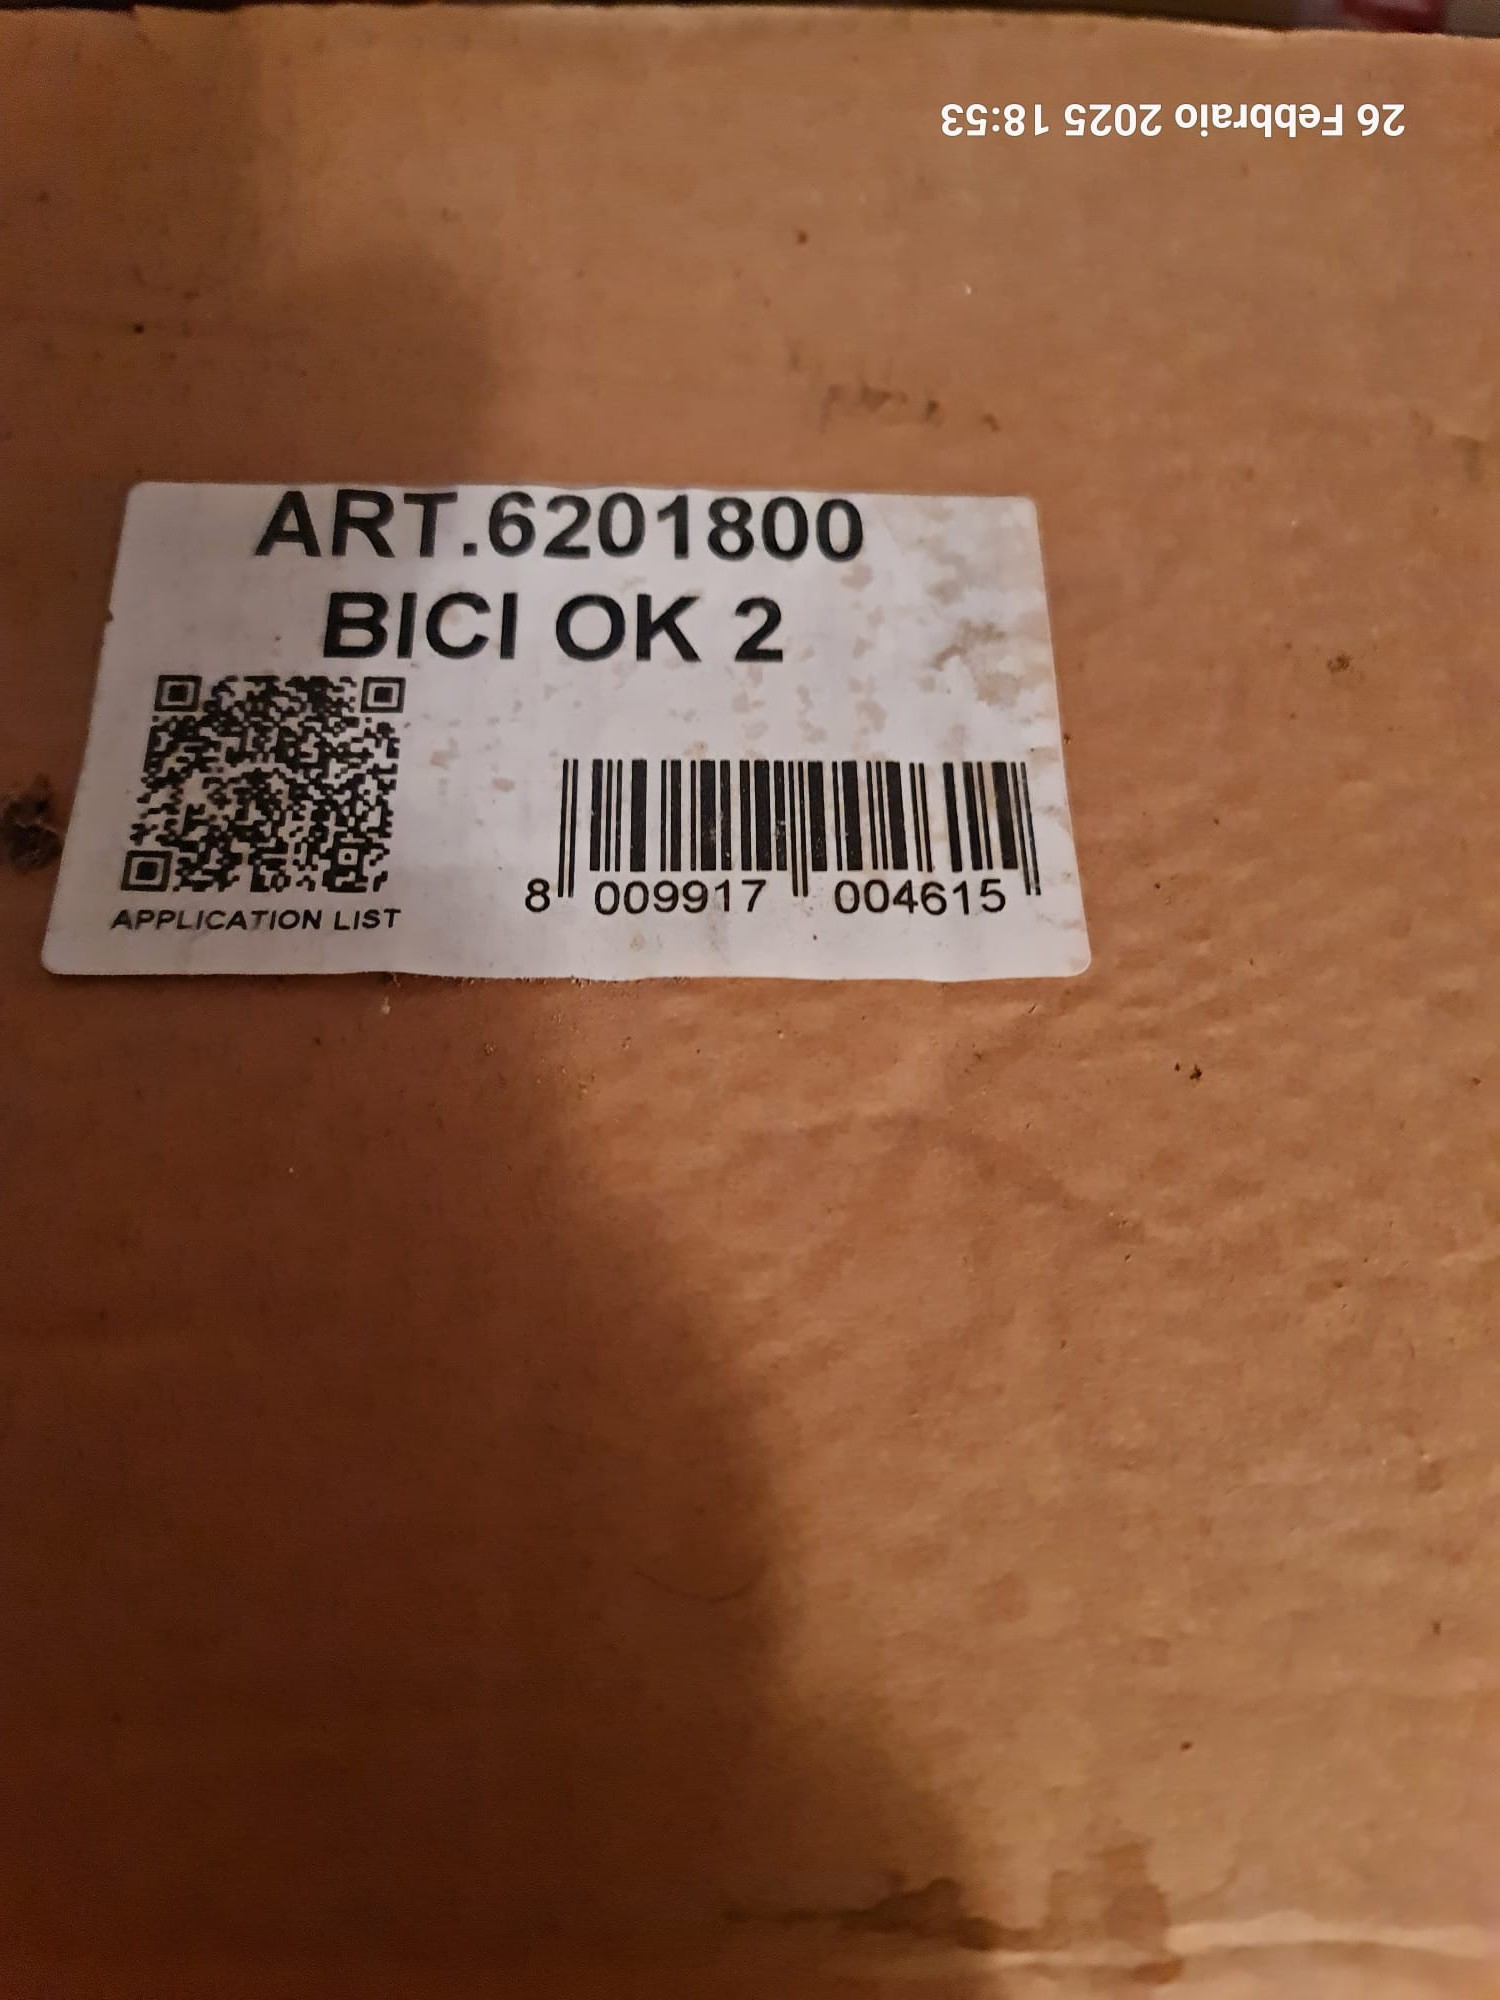 26 Febbraio 2025 18:53
ART.6201800
BICI OK 2
8 009917 004615
APPLICATION LIST